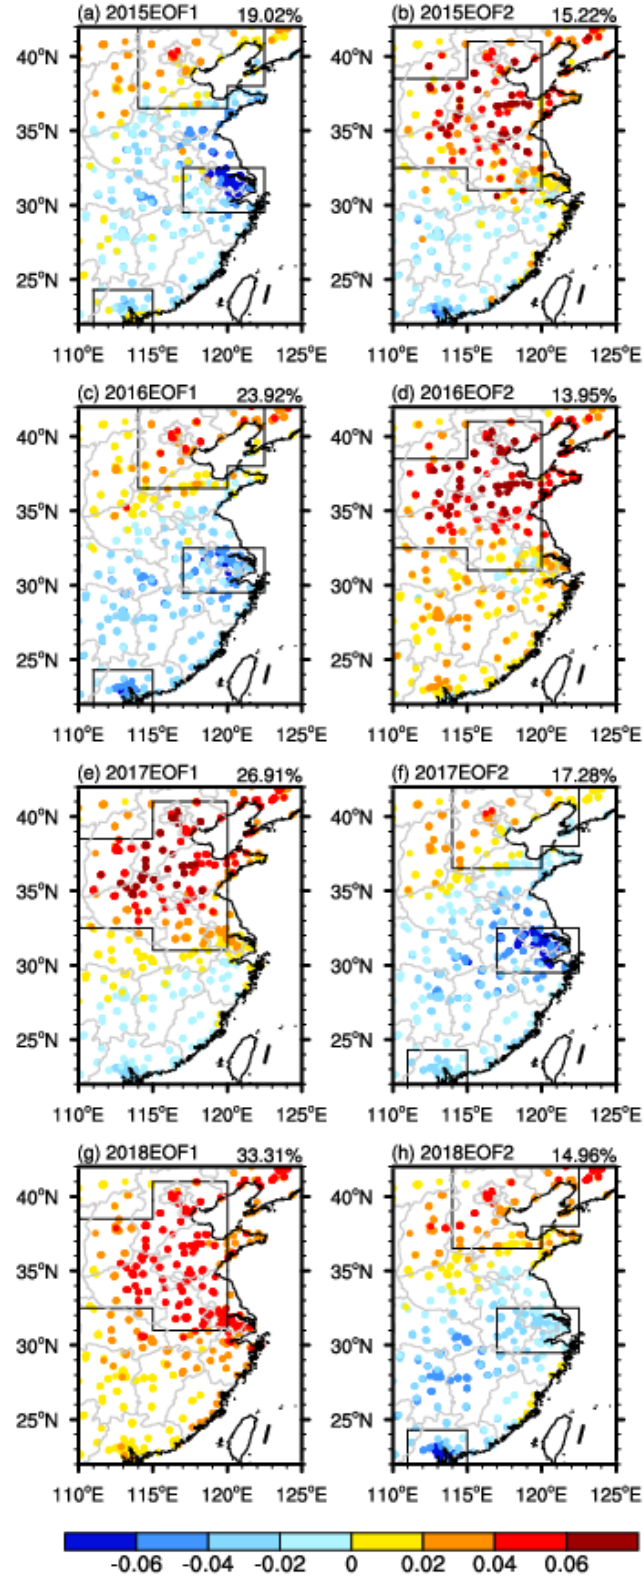 (a) 2015EOF1 19.02% (b) 2015EOF2 15.22%
40°N 40°N
35°N 35°N
30°N 30°N
25°N 25°N
110°E 115°E 120°E 125°E 110°E 115°E 120°E 125°E
(c) 2016EOF1 23.92% (d) 2016EOF2 13.95%
40°N 40°N
35°N 35°N
30°N 30°N
25°N 25°N
110°E 115°E 120°E 125°E 110°E 115°E 120°E 125°E
(e) 2017EOF1 26.91% (f) 2017EOF2 17.28%
40°N 40°N
35°N 35°N
30°N 30°N
25°N 25°N
110°E 115°E 120°E 125°E 110°E 115°E 120°E 125°E
(g) 2018EOF1 33.31% (h) 2018EOF2 14.96%
40°N 40°N
35°N 35°N
30°N 30°N
25°N 25°N
110°E 115°E 120°E 125°E 110°E 115°E 120°E 125°E
-0.06 -0.04 -0.02 0 0.02 0.04 0.06